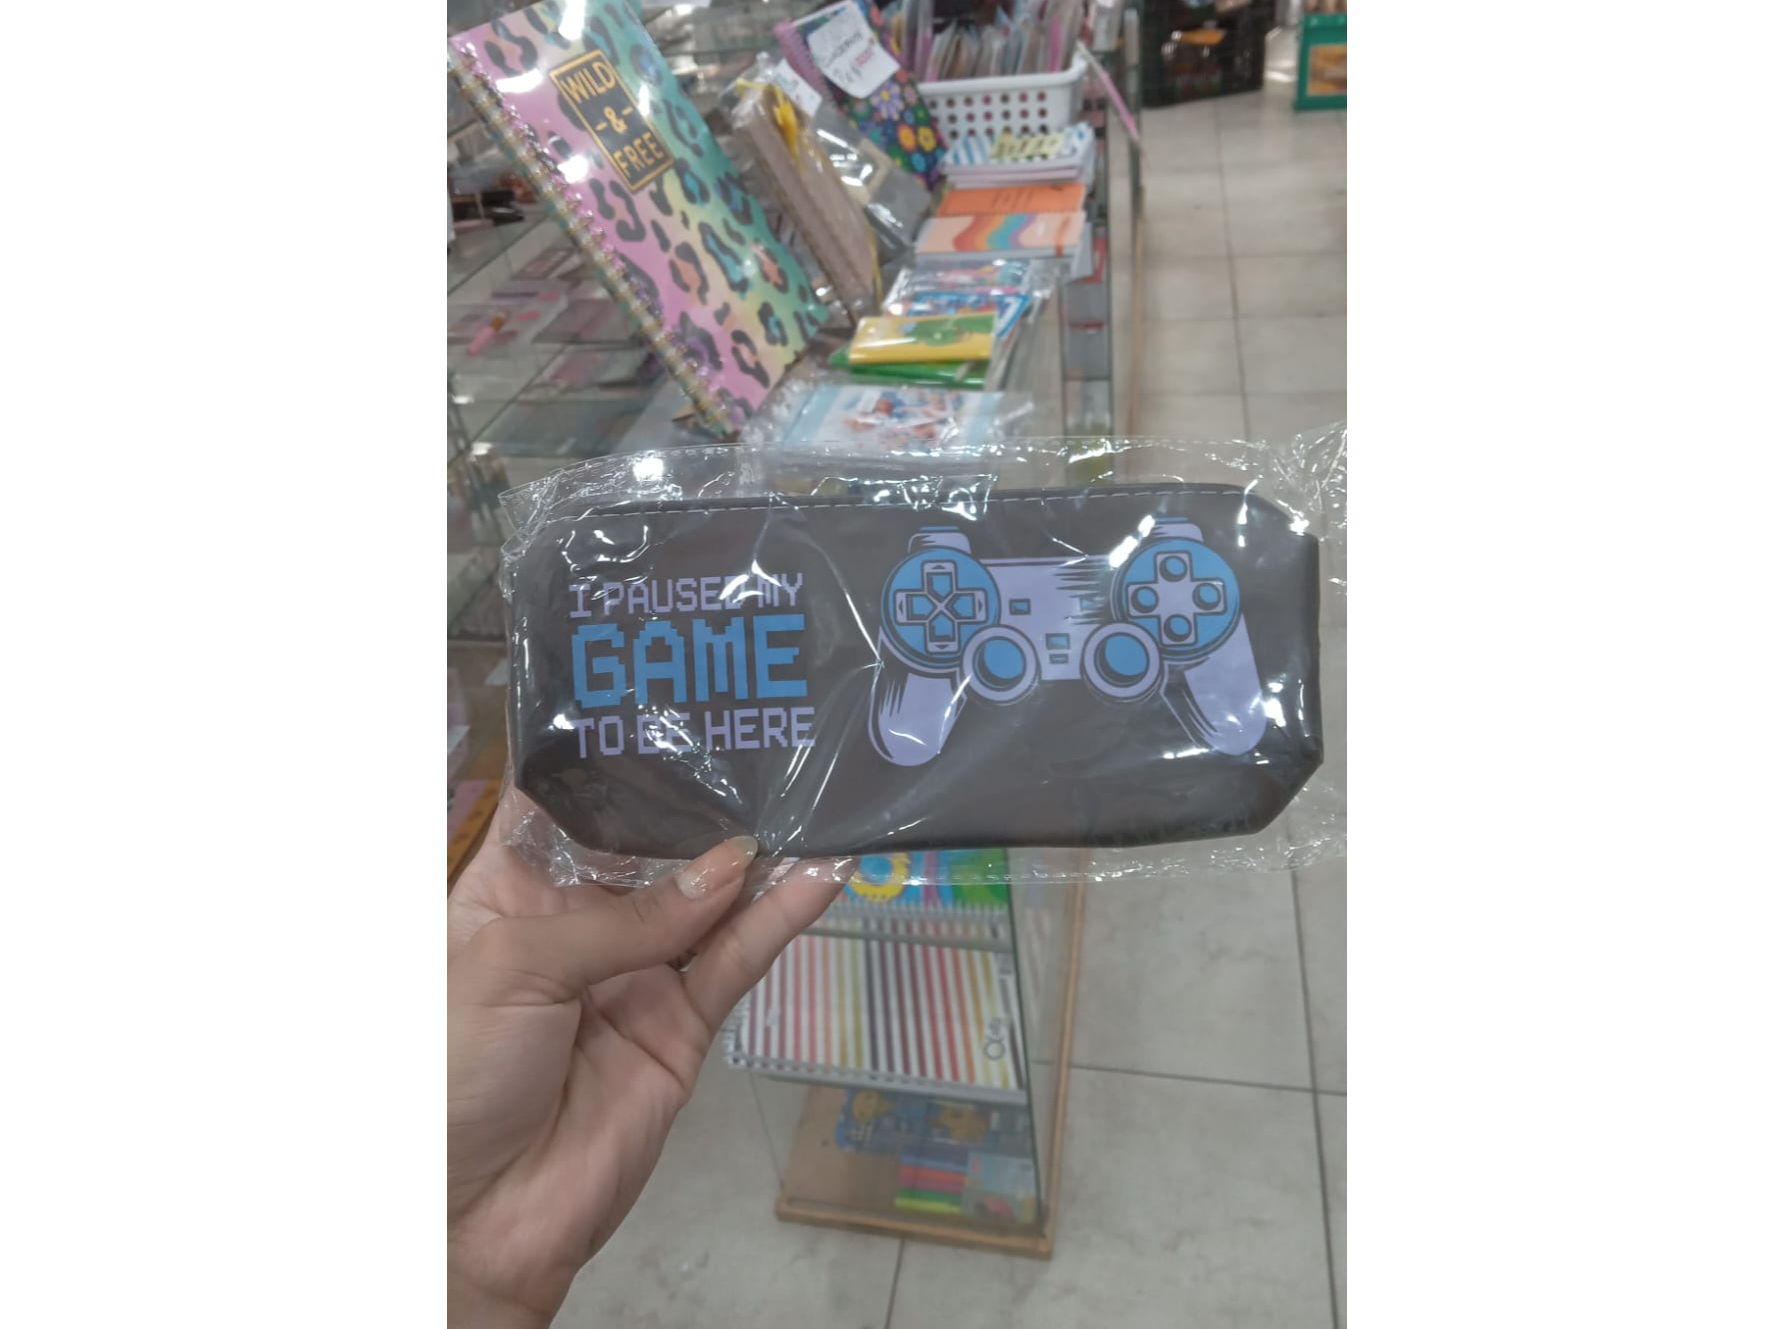 WILD
-&-
FREE
I PAUSED MY
GAME
TO BE HERE